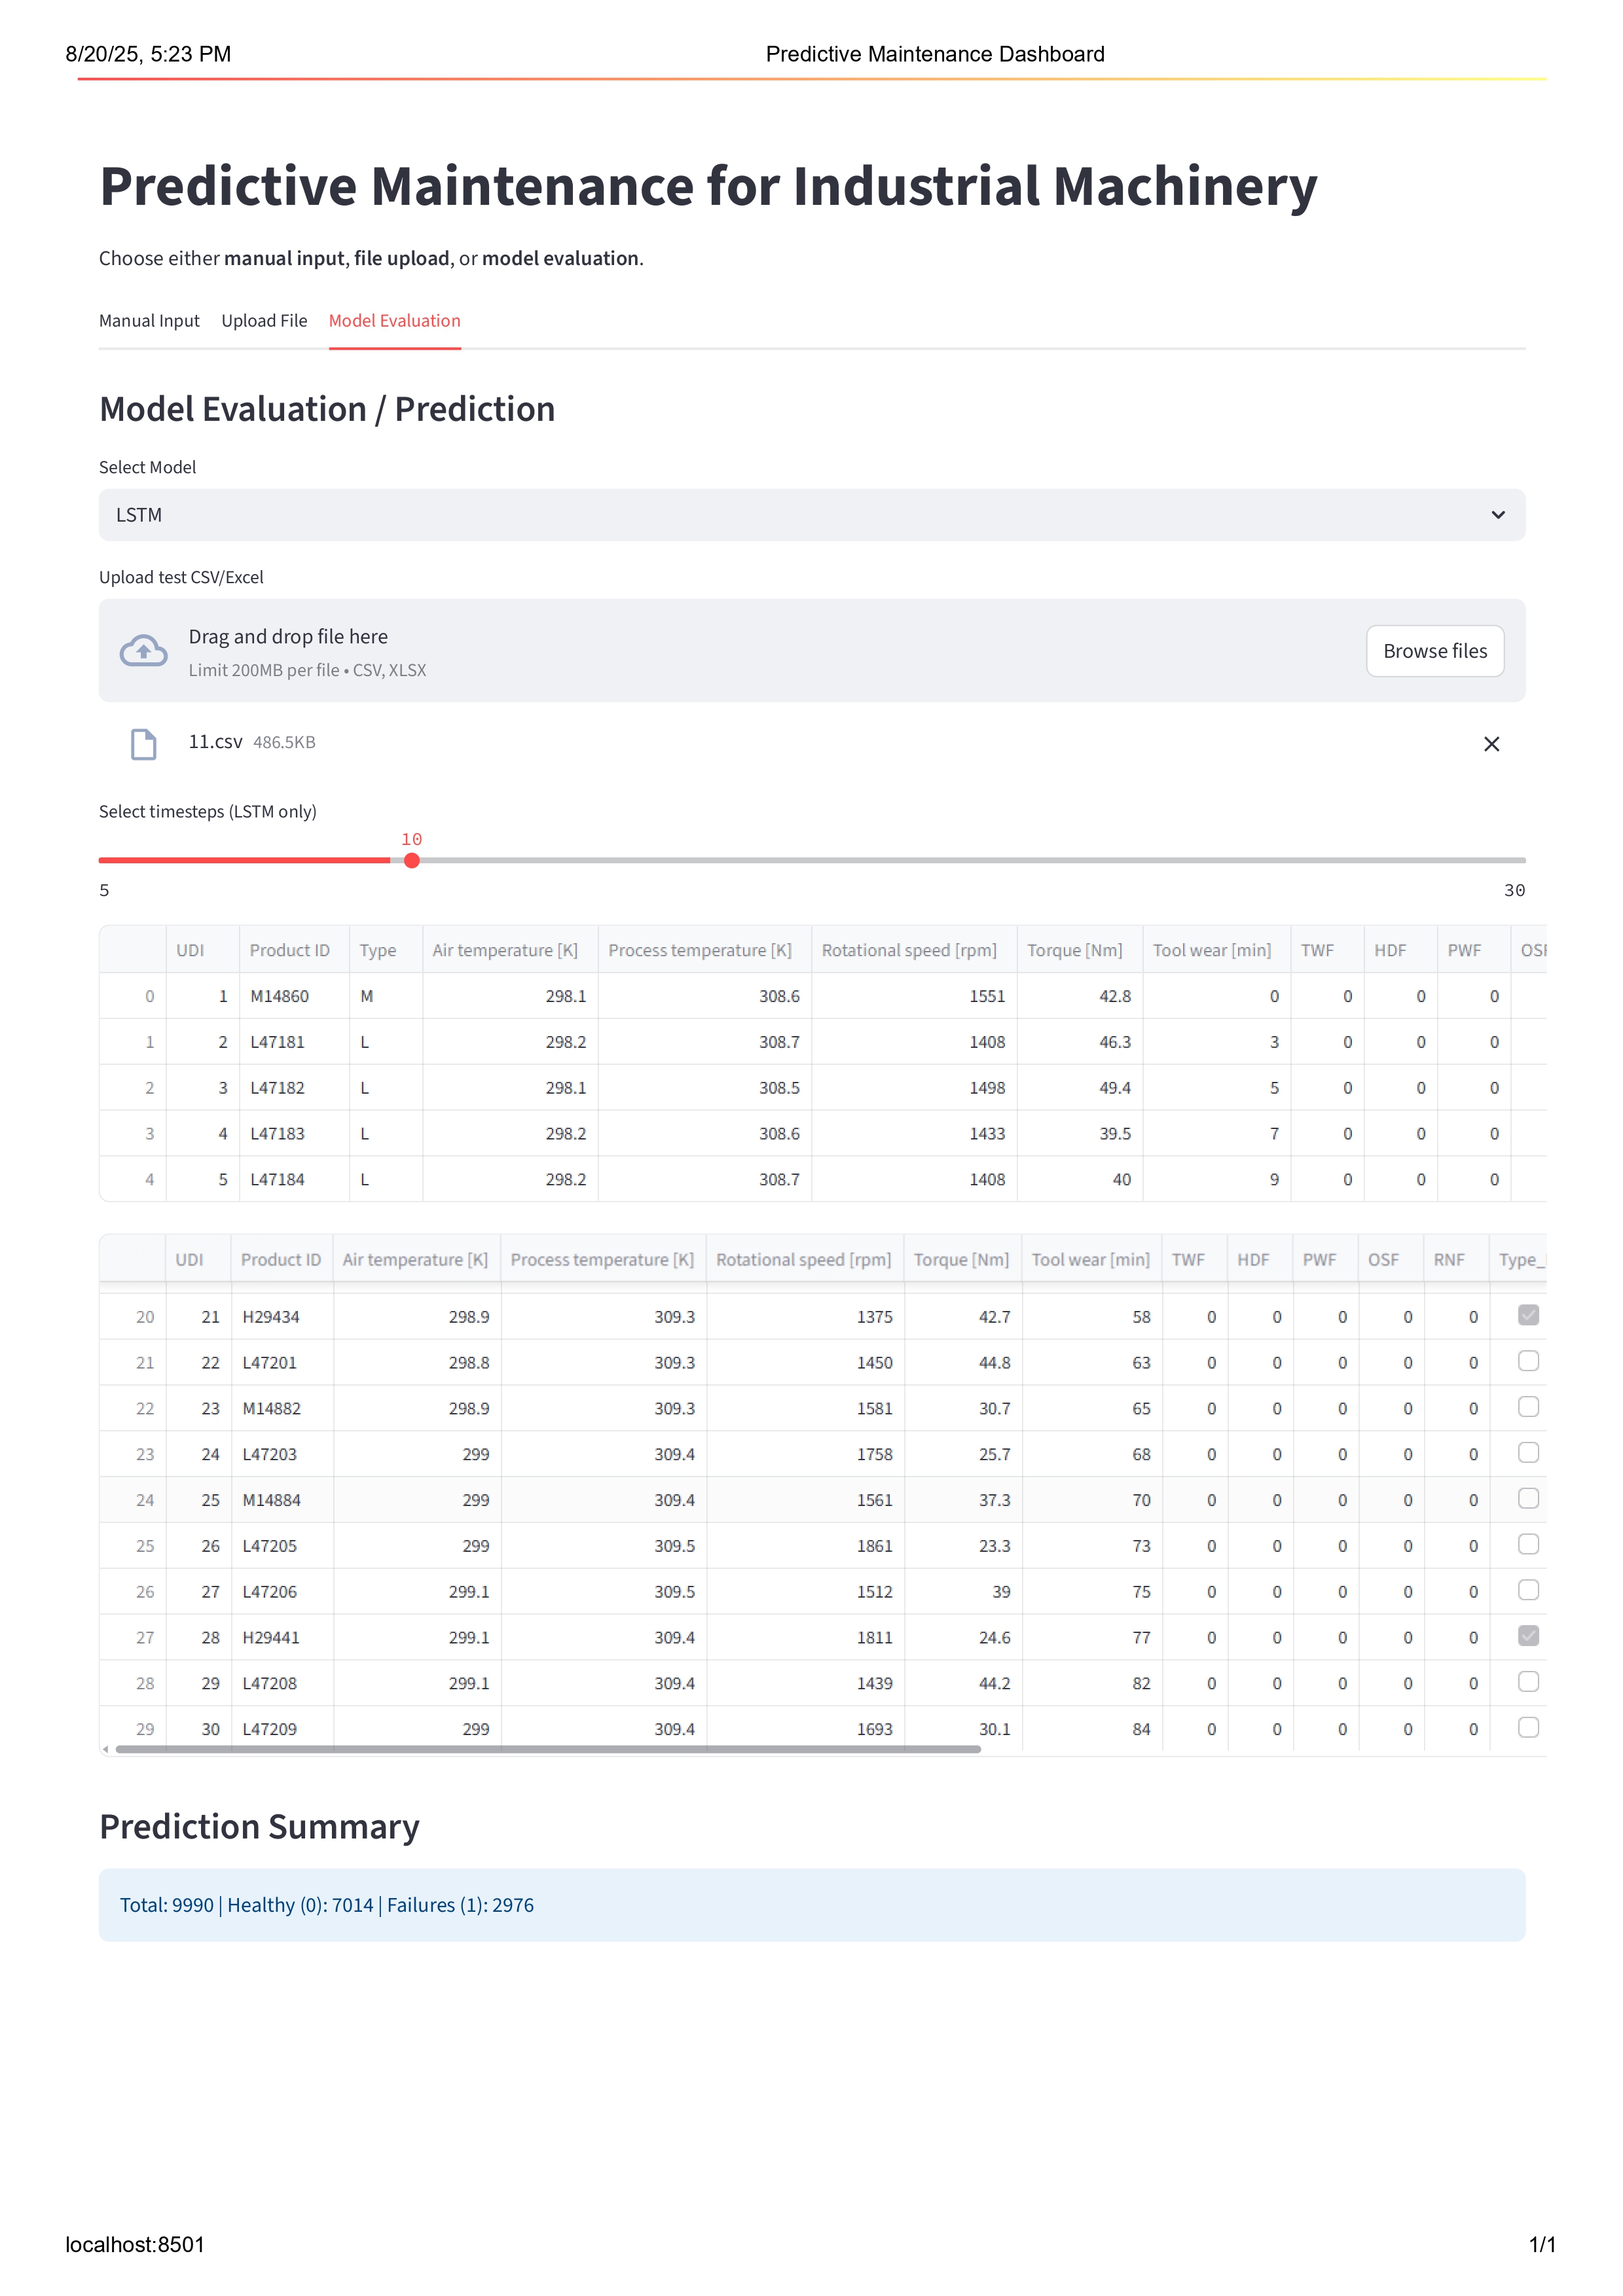 8/20/25, 5:23 PM Predictive Maintenance Dashboard
Predictive Maintenance for Industrial Machinery
Choose either manual input, file upload, or model evaluation.
Manual Input Upload File Model Evaluation
Model Evaluation / Prediction
Select Model
LSTM
Upload test CSV/Excel
Drag and drop file here
Limit 200MB per file • CSV, XLSX
Browse files
11.csv 486.5KB
Select timesteps (LSTM only)
10
5 30
UDI Product ID Type Air temperature [K] Process temperature [K] Rotational speed [rpm] Torque [Nm] Tool wear [min] TWF HDF PWF OSF
0 1 M14860 M 298.1 308.6 1551 42.8 0 0 0 0
1 2 L47181 L 298.2 308.7 1408 46.3 3 0 0 0
2 3 L47182 L 298.1 308.5 1498 49.4 5 0 0 0
3 4 L47183 L 298.2 308.6 1433 39.5 7 0 0 0
4 5 L47184 L 298.2 308.7 1408 40 9 0 0 0
UDI Product ID Air temperature [K] Process temperature [K] Rotational speed [rpm] Torque [Nm] Tool wear [min] TWF HDF PWF OSF RNF Type_
20 21 H29434 298.9 309.3 1375 42.7 58 0 0 0 0 0
21 22 L47201 298.8 309.3 1450 44.8 63 0 0 0 0 0
22 23 M14882 298.9 309.3 1581 30.7 65 0 0 0 0 0
23 24 L47203 299 309.4 1758 25.7 68 0 0 0 0 0
24 25 M14884 299 309.4 1561 37.3 70 0 0 0 0 0
25 26 L47205 299 309.5 1861 23.3 73 0 0 0 0 0
26 27 L47206 299.1 309.5 1512 39 75 0 0 0 0 0
27 28 H29441 299.1 309.4 1811 24.6 77 0 0 0 0 0
28 29 L47208 299.1 309.4 1439 44.2 82 0 0 0 0 0
29 30 L47209 299 309.4 1693 30.1 84 0 0 0 0 0
Prediction Summary
Total: 9990 | Healthy (0): 7014 | Failures (1): 2976
localhost:8501 1/1